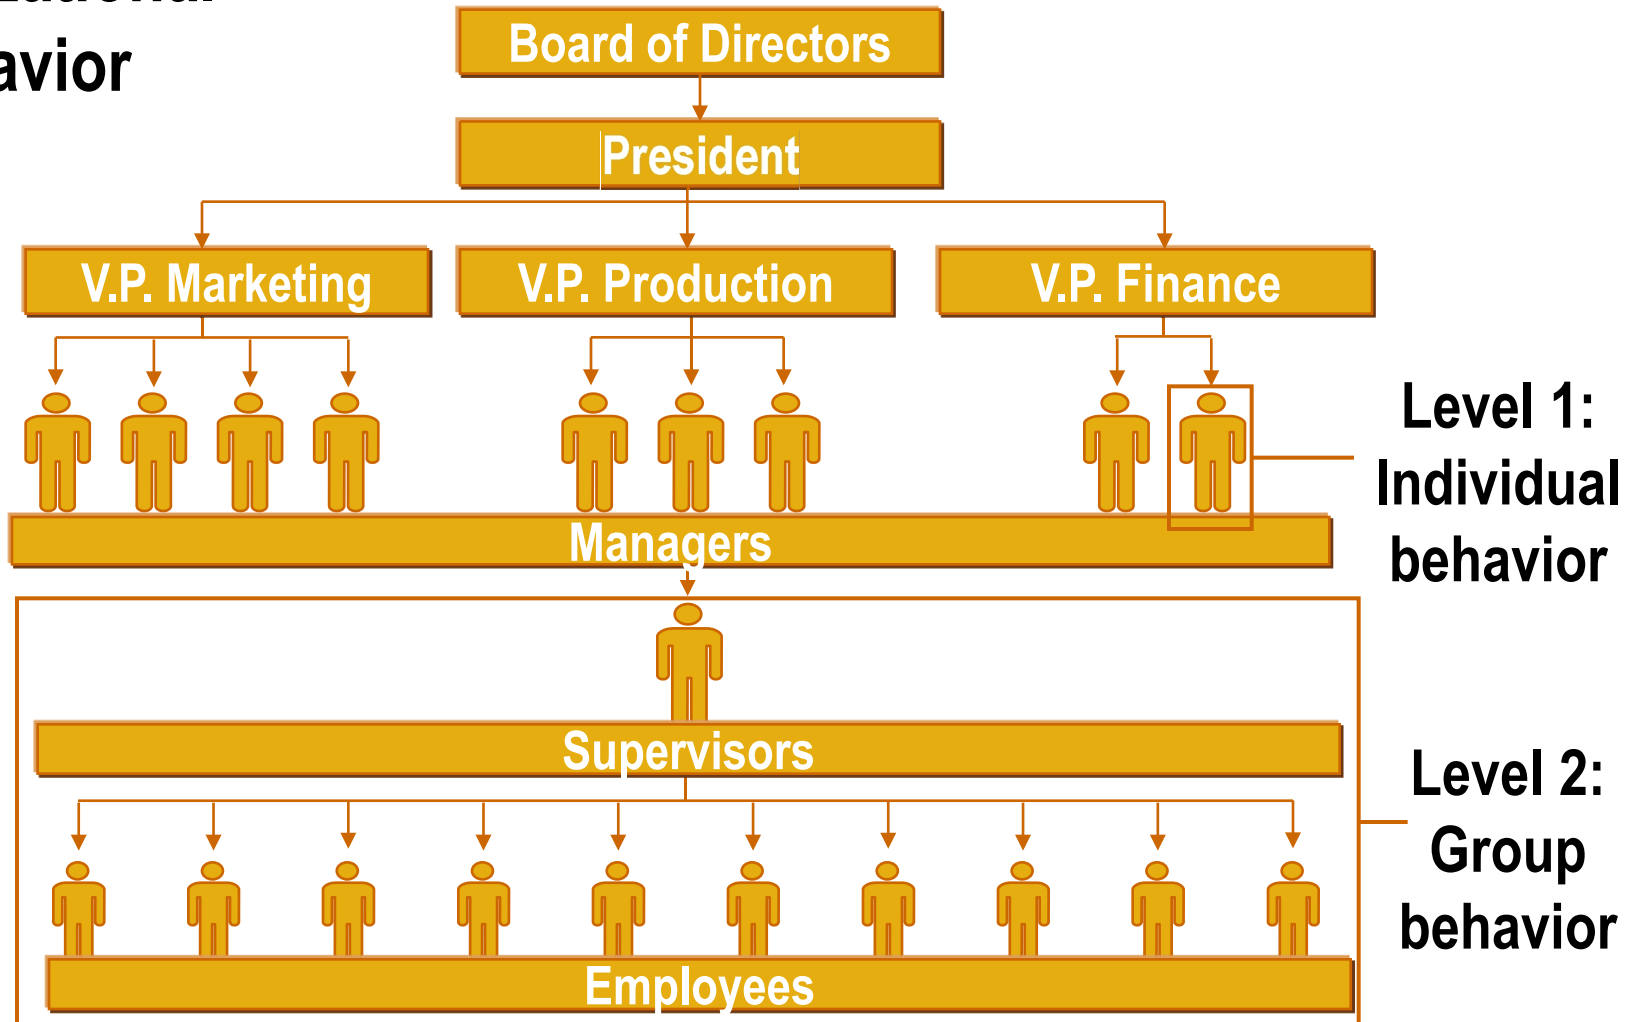 avior
Board of Directors
President
V.P. Marketing
V.P. Production
V.P. Finance
Level 1:
Individual
behavior
Managers
Supervisors
Level 2:
Group
behavior
Employees